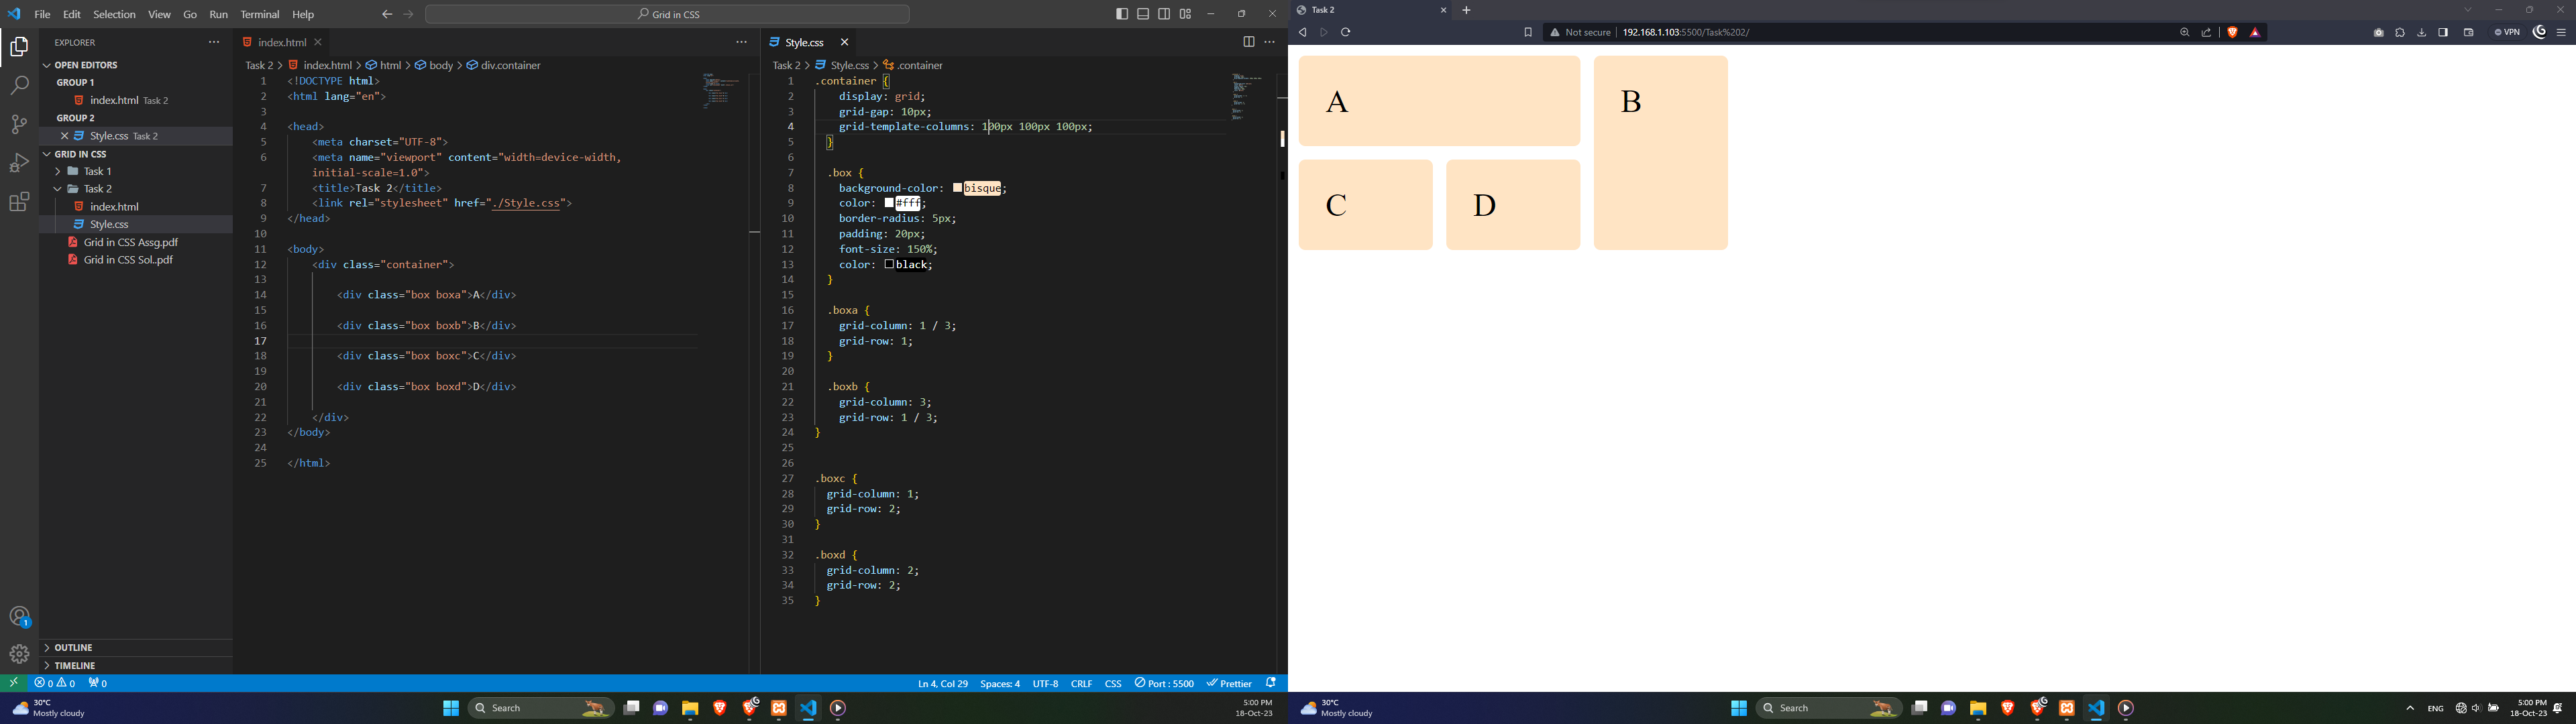 File Edit Selection View Go Run Terminal Help
Grid in CSS
EXPLORER
OPEN EDITORS
GROUP 1
index.html Task 2
GROUP 2
Style.css Task 2
GRID IN CSS
Task 1
Task 2
index.html
Style.css
Grid in CSS Assg.pdf
Grid in CSS Sol..pdf
OUTLINE
TIMELINE
1
index.html
Task 2 > index.html > html > body > div.container
1 <!DOCTYPE html>
2 <html lang="en">
3
4 <head>
5 <meta charset="UTF-8">
6 <meta name="viewport" content="width=device-width,
initial-scale=1.0">
7 <title>Task 2</title>
8 <link rel="stylesheet" href="./Style.css">
9 </head>
10
11 <body>
12 <div class="container">
13
14 <div class="box boxa">A</div>
15
16 <div class="box boxb">B</div>
17
18 <div class="box boxc">C</div>
19
20 <div class="box boxd">D</div>
21
22 </div>
23 </body>
24
25 </html>
Style.css
Task 2 > Style.css > .container
1 .container {
2 display: grid;
3 grid-gap: 10px;
4 grid-template-columns: 100px 100px 100px;
5 }
6
7 .box {
8 background-color: bisque;
9 color: #fff;
10 border-radius: 5px;
11 padding: 20px;
12 font-size: 150%;
13 color: black;
14 }
15
16 .boxa {
17 grid-column: 1 / 3;
18 grid-row: 1;
19 }
20
21 .boxb {
22 grid-column: 3;
23 grid-row: 1 / 3;
24 }
25
26
27 .boxc {
28 grid-column: 1;
29 grid-row: 2;
30 }
31
32 .boxd {
33 grid-column: 2;
34 grid-row: 2;
35 }
0 0 0
Ln 4, Col 29 Spaces: 4 UTF-8 CRLF CSS Port : 5500 Prettier
30°C
Mostly cloudy
Search
5:00 PM
18-Oct-23
Task 2
Not secure 192.168.1.103:5500/Task%202/
VPN
A
B
C
D
30°C
Mostly cloudy
Search
ENG
5:00 PM
18-Oct-23